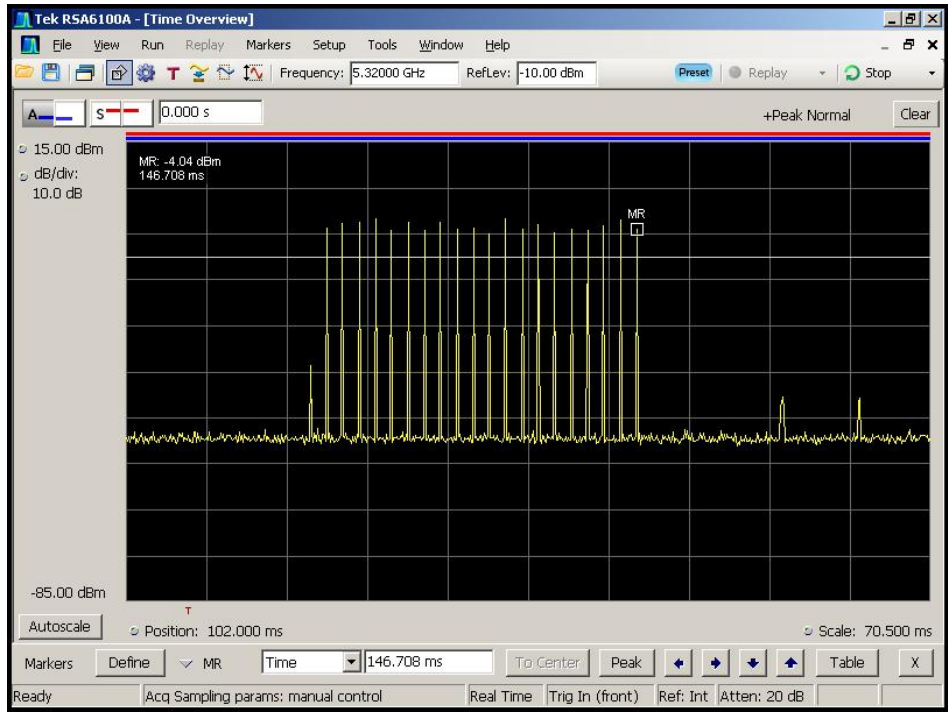 Tek RSA6100A - [Time Overview]
File View Run Replay Markers Setup Tools Window Help
T Frequency: 5.32000 GHz RefLev: -10.00 dBm Preset Replay Stop
A S 0.000 s +Peak Normal Clear
15.00 dBm
dB/div:
10.0 dB
MR: -4.04 dBm
146.708 ms
MR
-85.00 dBm
T
Autoscale Position: 102.000 ms Scale: 70.500 ms
Markers Define MR Time 146.708 ms To Center Peak Table X
Ready Acq Sampling params: manual control Real Time Trig In (front) Ref: Int Atten: 20 dB